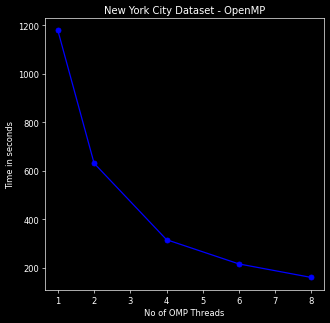 New York City Dataset - OpenMP
1200
1000
800
600
400
200
Time in seconds
1 2 3 4 5 6 7 8
No of OMP Threads